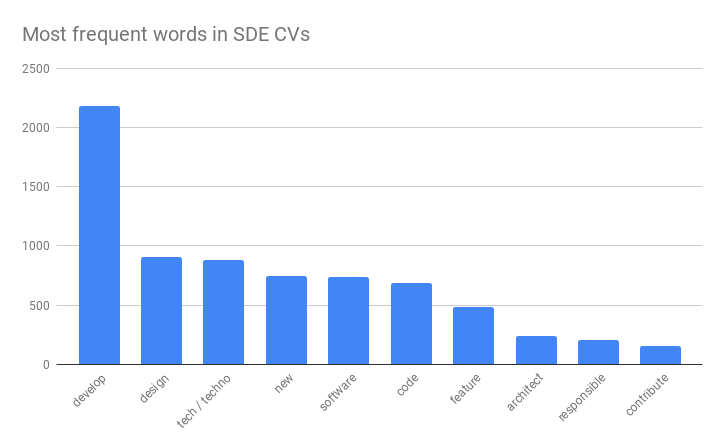 Most frequent words in SDE CVs
2500
2000
1500
1000
500
0
develop
design
tech / techno
new
software
code
feature
architect
responsible
contribute